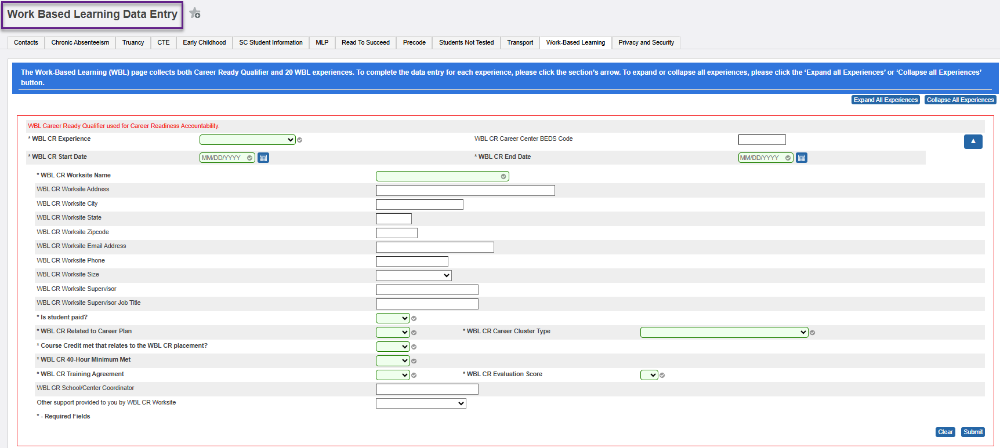 Work Based Learning Data Entry
Contacts Chronic Absenteeism Truancy CTE Early Childhood SC Student Information MLP Read To Succeed Precode Students Not Tested Transport Work-Based Learning Privacy and Security
The Work-Based Learning (WBL) page collects both Career Ready Qualifier and 20 WBL experiences. To complete the data entry for each experience, please click the section's arrow. To expand or collapse all experiences, please click the ‘Expand all Experiences’ or ‘Collapse all Experiences’
button.
Expand All Experiences Collapse All Experiences
WBL Career Ready Qualifier used for Career Readiness Accountability.
* WBL CR Experience WBL CR Career Center BEDS Code
* WBL CR Start Date MM/DD/YYYY * WBL CR End Date MM/DD/YYYY
* WBL CR Worksite Name
WBL CR Worksite Address
WBL CR Worksite City
WBL CR Worksite State
WBL CR Worksite Zipcode
WBL CR Worksite Email Address
WBL CR Worksite Phone
WBL CR Worksite Size
WBL CR Worksite Supervisor
WBL CR Worksite Supervisor Job Title
* Is student paid?
* WBL CR Related to Career Plan * WBL CR Career Cluster Type
* Course Credit met that relates to the WBL CR placement?
* WBL CR 40-Hour Minimum Met
* WBL CR Training Agreement * WBL CR Evaluation Score
WBL CR School/Center Coordinator
Other support provided to you by WBL CR Worksite
* - Required Fields
Clear Submit